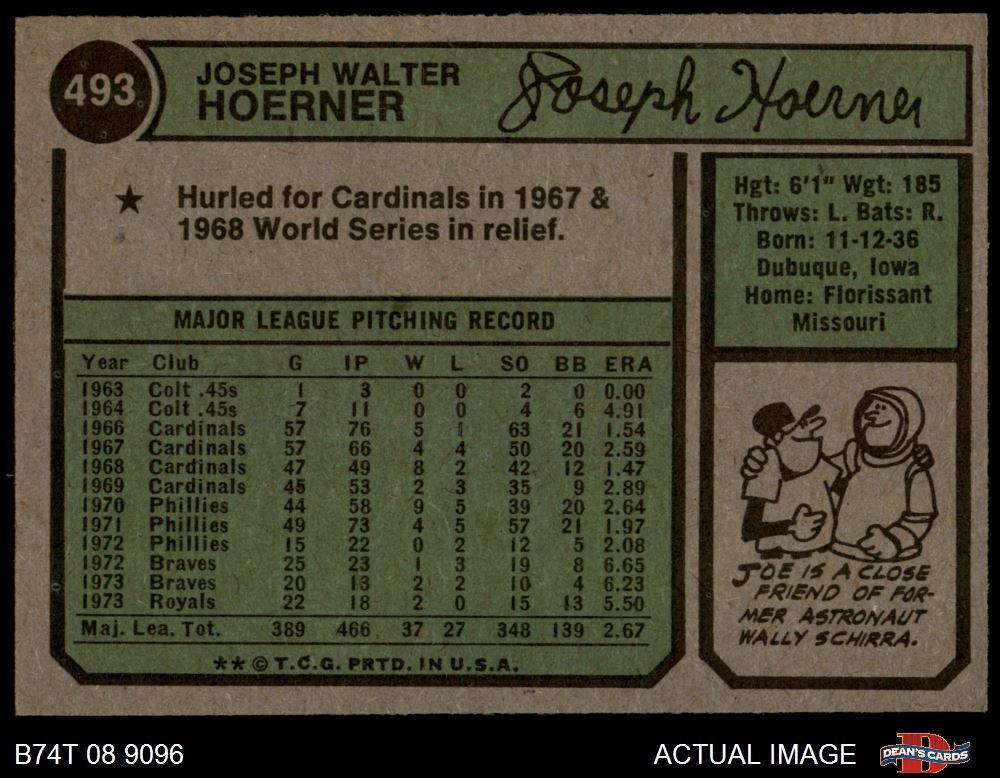 493
JOSEPH WALTER
HOERNER
Joseph Hoerner
★ Hurled for Cardinals in 1967 &
1968 World Series in relief.
MAJOR LEAGUE PITCHING RECORD
Year Club G IP W L SO BB ERA
1963 Colt .45s 1 3 0 0 2 0 0.00
1964 Colt .45s 7 11 0 0 4 6 4.91
1966 Cardinals 57 76 5 1 63 21 1.54
1967 Cardinals 57 66 4 4 50 20 2.59
1968 Cardinals 47 49 8 2 42 12 1.47
1969 Cardinals 45 53 2 3 35 9 2.89
1970 Phillies 44 58 9 5 39 20 2.64
1971 Phillies 49 73 4 5 57 21 1.97
1972 Phillies 15 22 0 2 12 5 2.08
1972 Braves 25 23 1 3 19 8 6.65
1973 Braves 20 13 2 2 10 4 6.23
1973 Royals 22 18 2 0 15 13 5.50
Maj. Lea. Tot. 389 466 37 27 348 139 2.67
** © T.C.G. PRTD. IN U.S.A.
Hgt: 6'1" Wgt: 185
Throws: L. Bats: R.
Born: 11-12-36
Dubuque, Iowa
Home: Florissant
Missouri
JOE IS A CLOSE
FRIEND OF FOR-
MER ASTRONAUT
WALLY SCHIRRA.
B74T 08 9096
ACTUAL IMAGE
DEAN'S CARDS